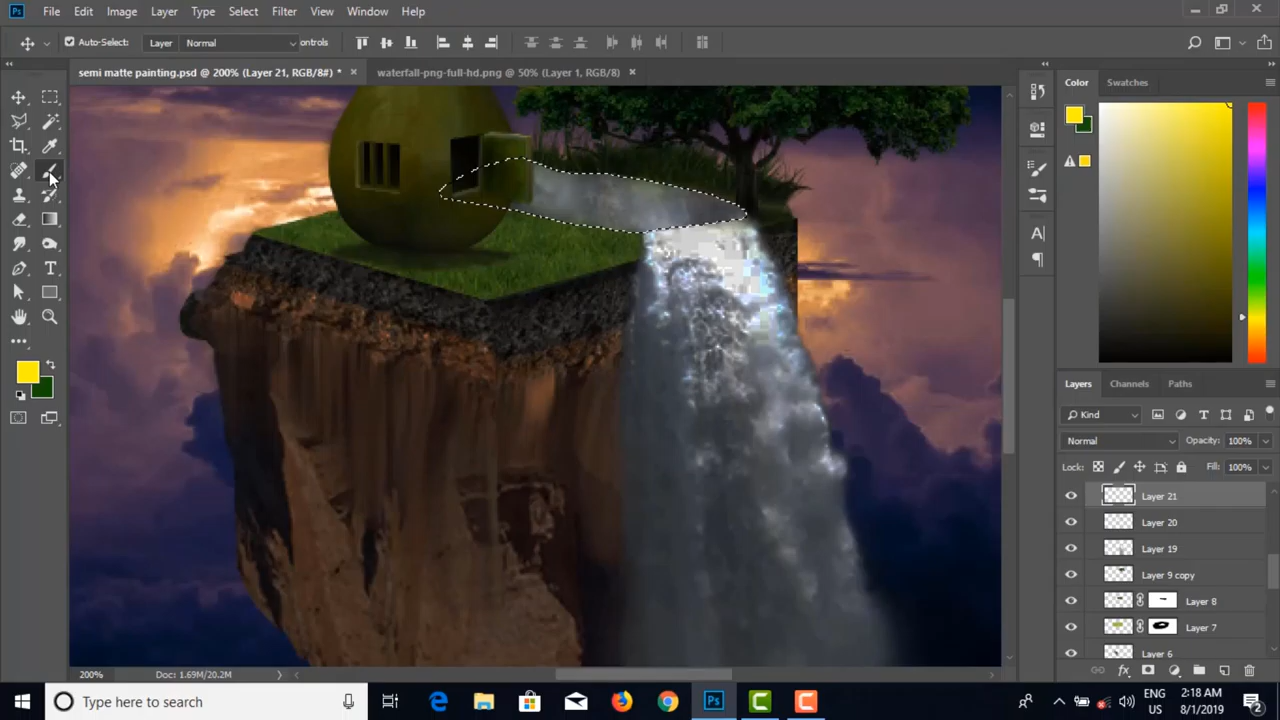 Ps File Edit Image Layer Type Select Filter View Window Help
Auto-Select: Layer Normal ontrols
semi matte painting.psd @ 200% (Layer 21, RGB/8#) * × waterfall-png-full-hd.png @ 50% (Layer 1, RGB/8) ×
Color Swatches
Layers Channels Paths
Kind
Normal Opacity: 100%
Lock: Fill: 100%
Layer 21
Layer 20
Layer 19
Layer 9 copy
Layer 8
Layer 7
Layer 6
200% Doc: 1.69M/20.2M
Type here to search
ENG 2:18 AM
US 8/1/2019
2